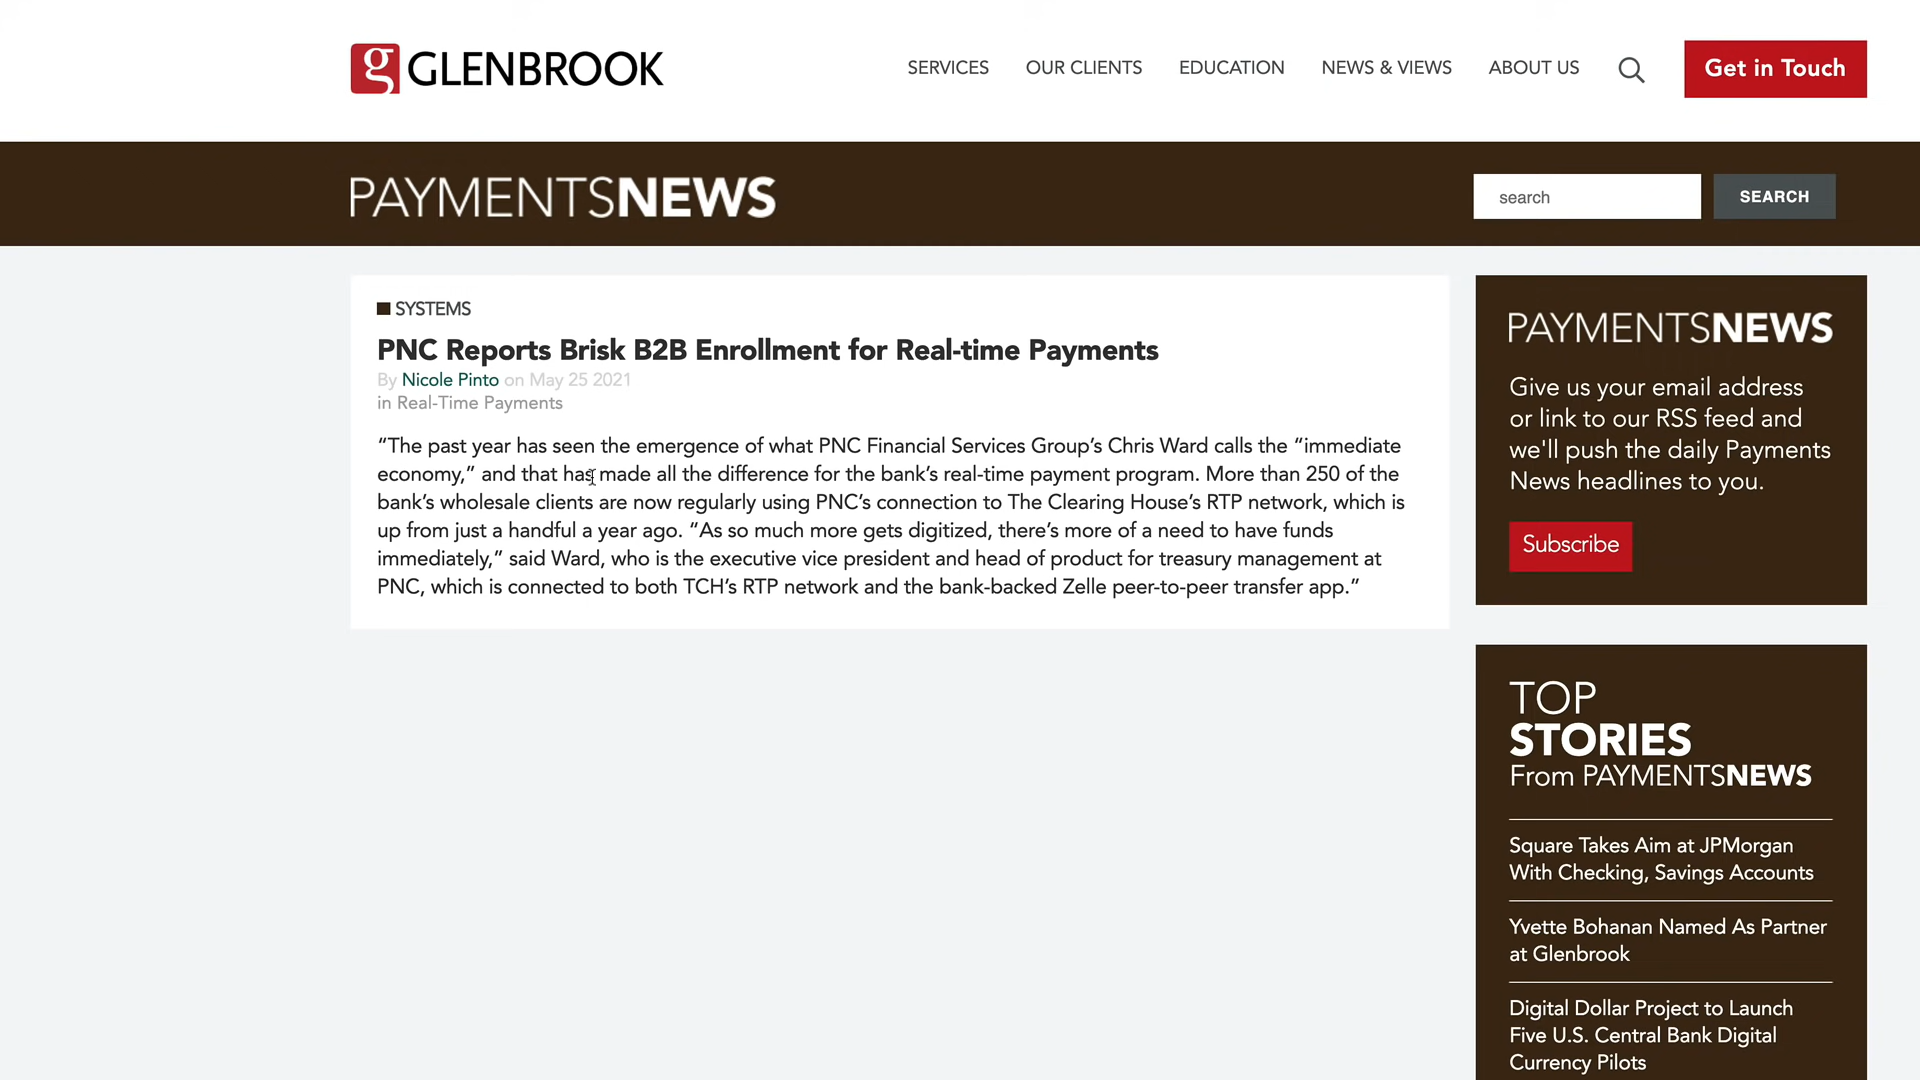 g GLENBROOK
SERVICES OUR CLIENTS EDUCATION NEWS & VIEWS ABOUT US Get in Touch
PAYMENTSNEWS
search SEARCH
SYSTEMS
PNC Reports Brisk B2B Enrollment for Real-time Payments
By Nicole Pinto on May 25 2021
in Real-Time Payments
“The past year has seen the emergence of what PNC Financial Services Group’s Chris Ward calls the “immediate
economy,” and that has made all the difference for the bank’s real-time payment program. More than 250 of the
bank’s wholesale clients are now regularly using PNC’s connection to The Clearing House’s RTP network, which is
up from just a handful a year ago. “As so much more gets digitized, there’s more of a need to have funds
immediately,” said Ward, who is the executive vice president and head of product for treasury management at
PNC, which is connected to both TCH’s RTP network and the bank-backed Zelle peer-to-peer transfer app.”
PAYMENTSNEWS
Give us your email address
or link to our RSS feed and
we'll push the daily Payments
News headlines to you.
Subscribe
TOP
STORIES
From PAYMENTSNEWS
Square Takes Aim at JPMorgan
With Checking, Savings Accounts
Yvette Bohanan Named As Partner
at Glenbrook
Digital Dollar Project to Launch
Five U.S. Central Bank Digital
Currency Pilots